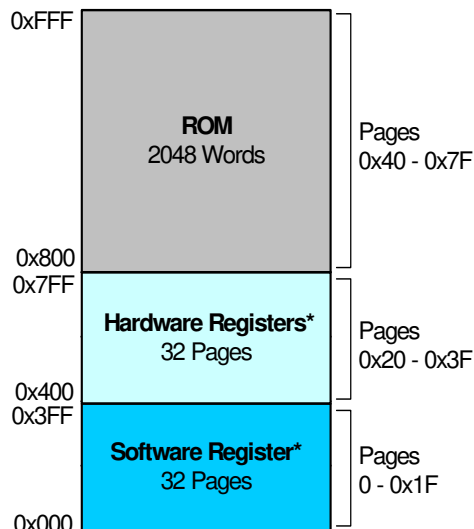 0xFFF
ROM
2048 Words
Pages
0x40 - 0x7F
0x800
0x7FF
Hardware Registers*
32 Pages
Pages
0x20 - 0x3F
0x400
0x3FF
Software Register*
32 Pages
Pages
0 - 0x1F
0x000